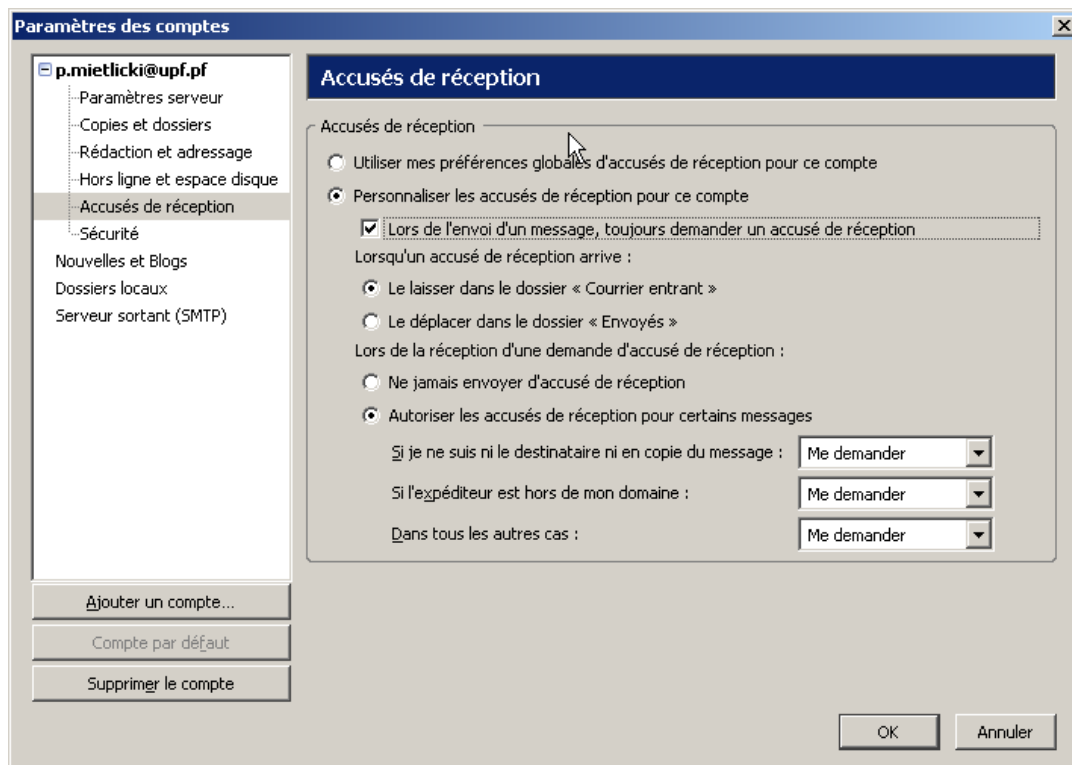 Paramètres des comptes
p.mietlicki@upf.pf
Paramètres serveur
Copies et dossiers
Rédaction et adressage
Hors ligne et espace disque
Accusés de réception
Sécurité
Nouvelles et Blogs
Dossiers locaux
Serveur sortant (SMTP)
Ajouter un compte...
Compte par défaut
Supprimer le compte
Accusés de réception
Accusés de réception
Utiliser mes préférences globales d'accusés de réception pour ce compte
Personnaliser les accusés de réception pour ce compte
Lors de l'envoi d'un message, toujours demander un accusé de réception
Lorsqu'un accusé de réception arrive :
Le laisser dans le dossier « Courrier entrant »
Le déplacer dans le dossier « Envoyés »
Lors de la réception d'une demande d'accusé de réception :
Ne jamais envoyer d'accusé de réception
Autoriser les accusés de réception pour certains messages
Si je ne suis ni le destinataire ni en copie du message : Me demander
Si l'expéditeur est hors de mon domaine : Me demander
Dans tous les autres cas : Me demander
OK Annuler